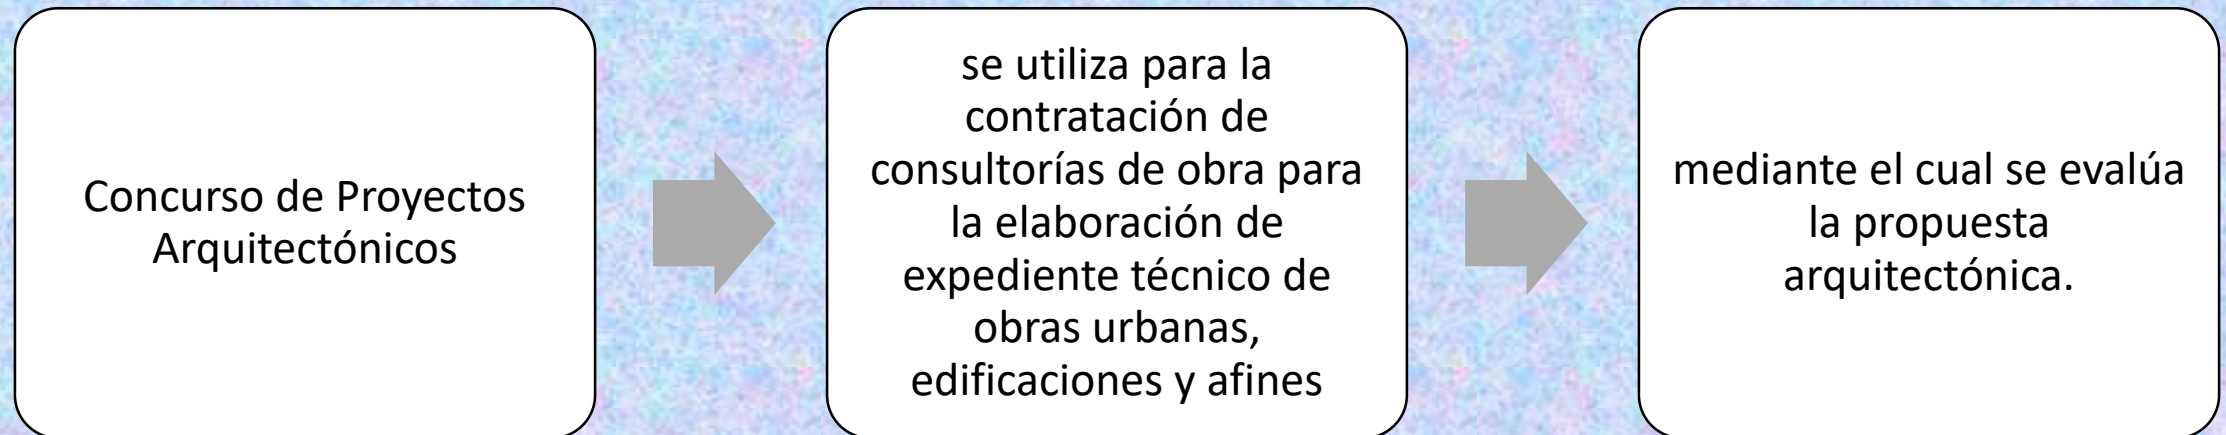 Concurso de Proyectos
Arquitectónicos
se utiliza para la
contratación de
consultorías de obra para
la elaboración de
expediente técnico de
obras urbanas,
edificaciones y afines
mediante el cual se evalúa
la propuesta
arquitectónica.